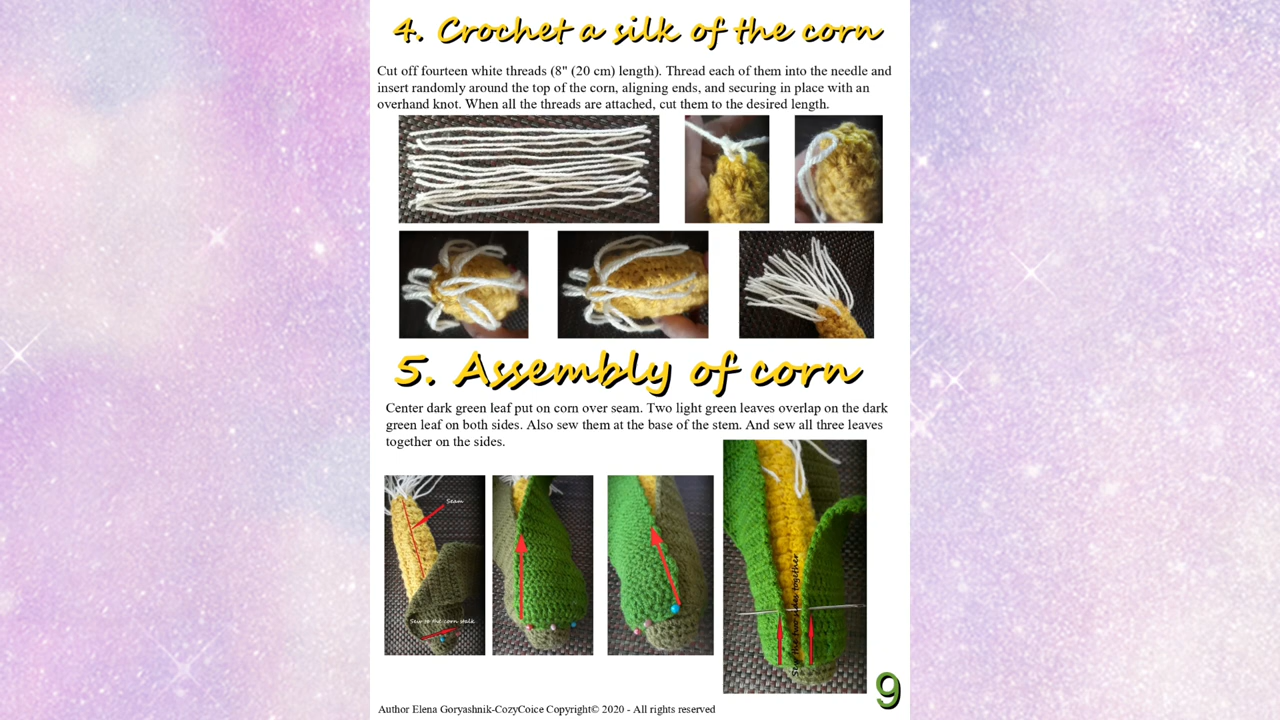 4. Crochet a silk of the corn
Cut off fourteen white threads (8" (20 cm) length). Thread each of them into the needle and
insert randomly around the top of the corn, aligning ends, and securing in place with an
overhand knot. When all the threads are attached, cut them to the desired length.
5. Assembly of corn
Center dark green leaf put on corn over seam. Two light green leaves overlap on the dark
green leaf on both sides. Also sew them at the base of the stem. And sew all three leaves
together on the sides.
Seam
Sew to the corn stalk
Sew the two sides together
Author Elena Goryashnik-CozyCoice Copyright© 2020 - All rights reserved
9